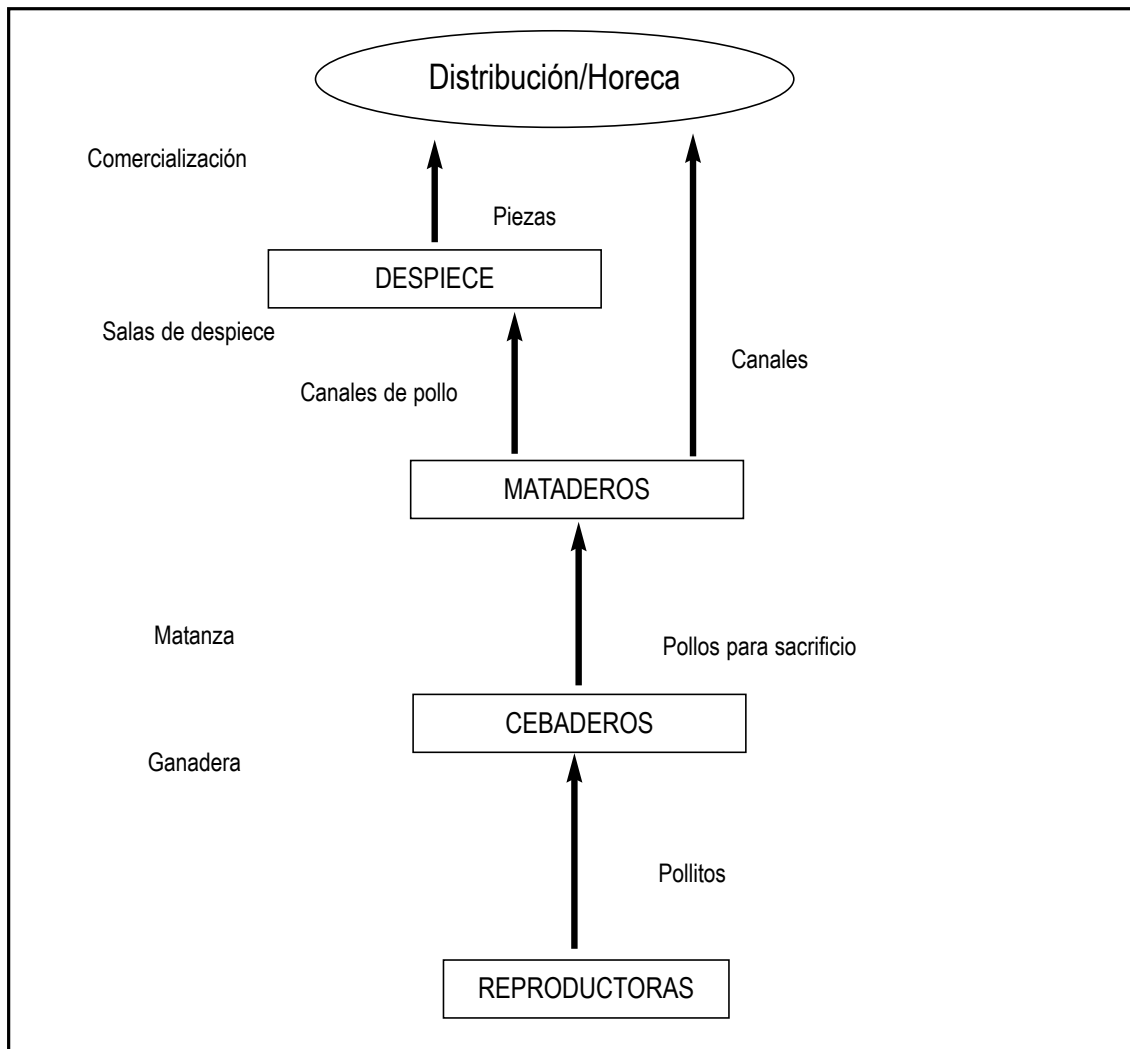 Distribución/Horeca
Comercialización
Piezas
DESPIECE
Salas de despiece
Canales
Canales de pollo
MATADEROS
Matanza
Pollos para sacrificio
CEBADEROS
Ganadera
Pollitos
REPRODUCTORAS